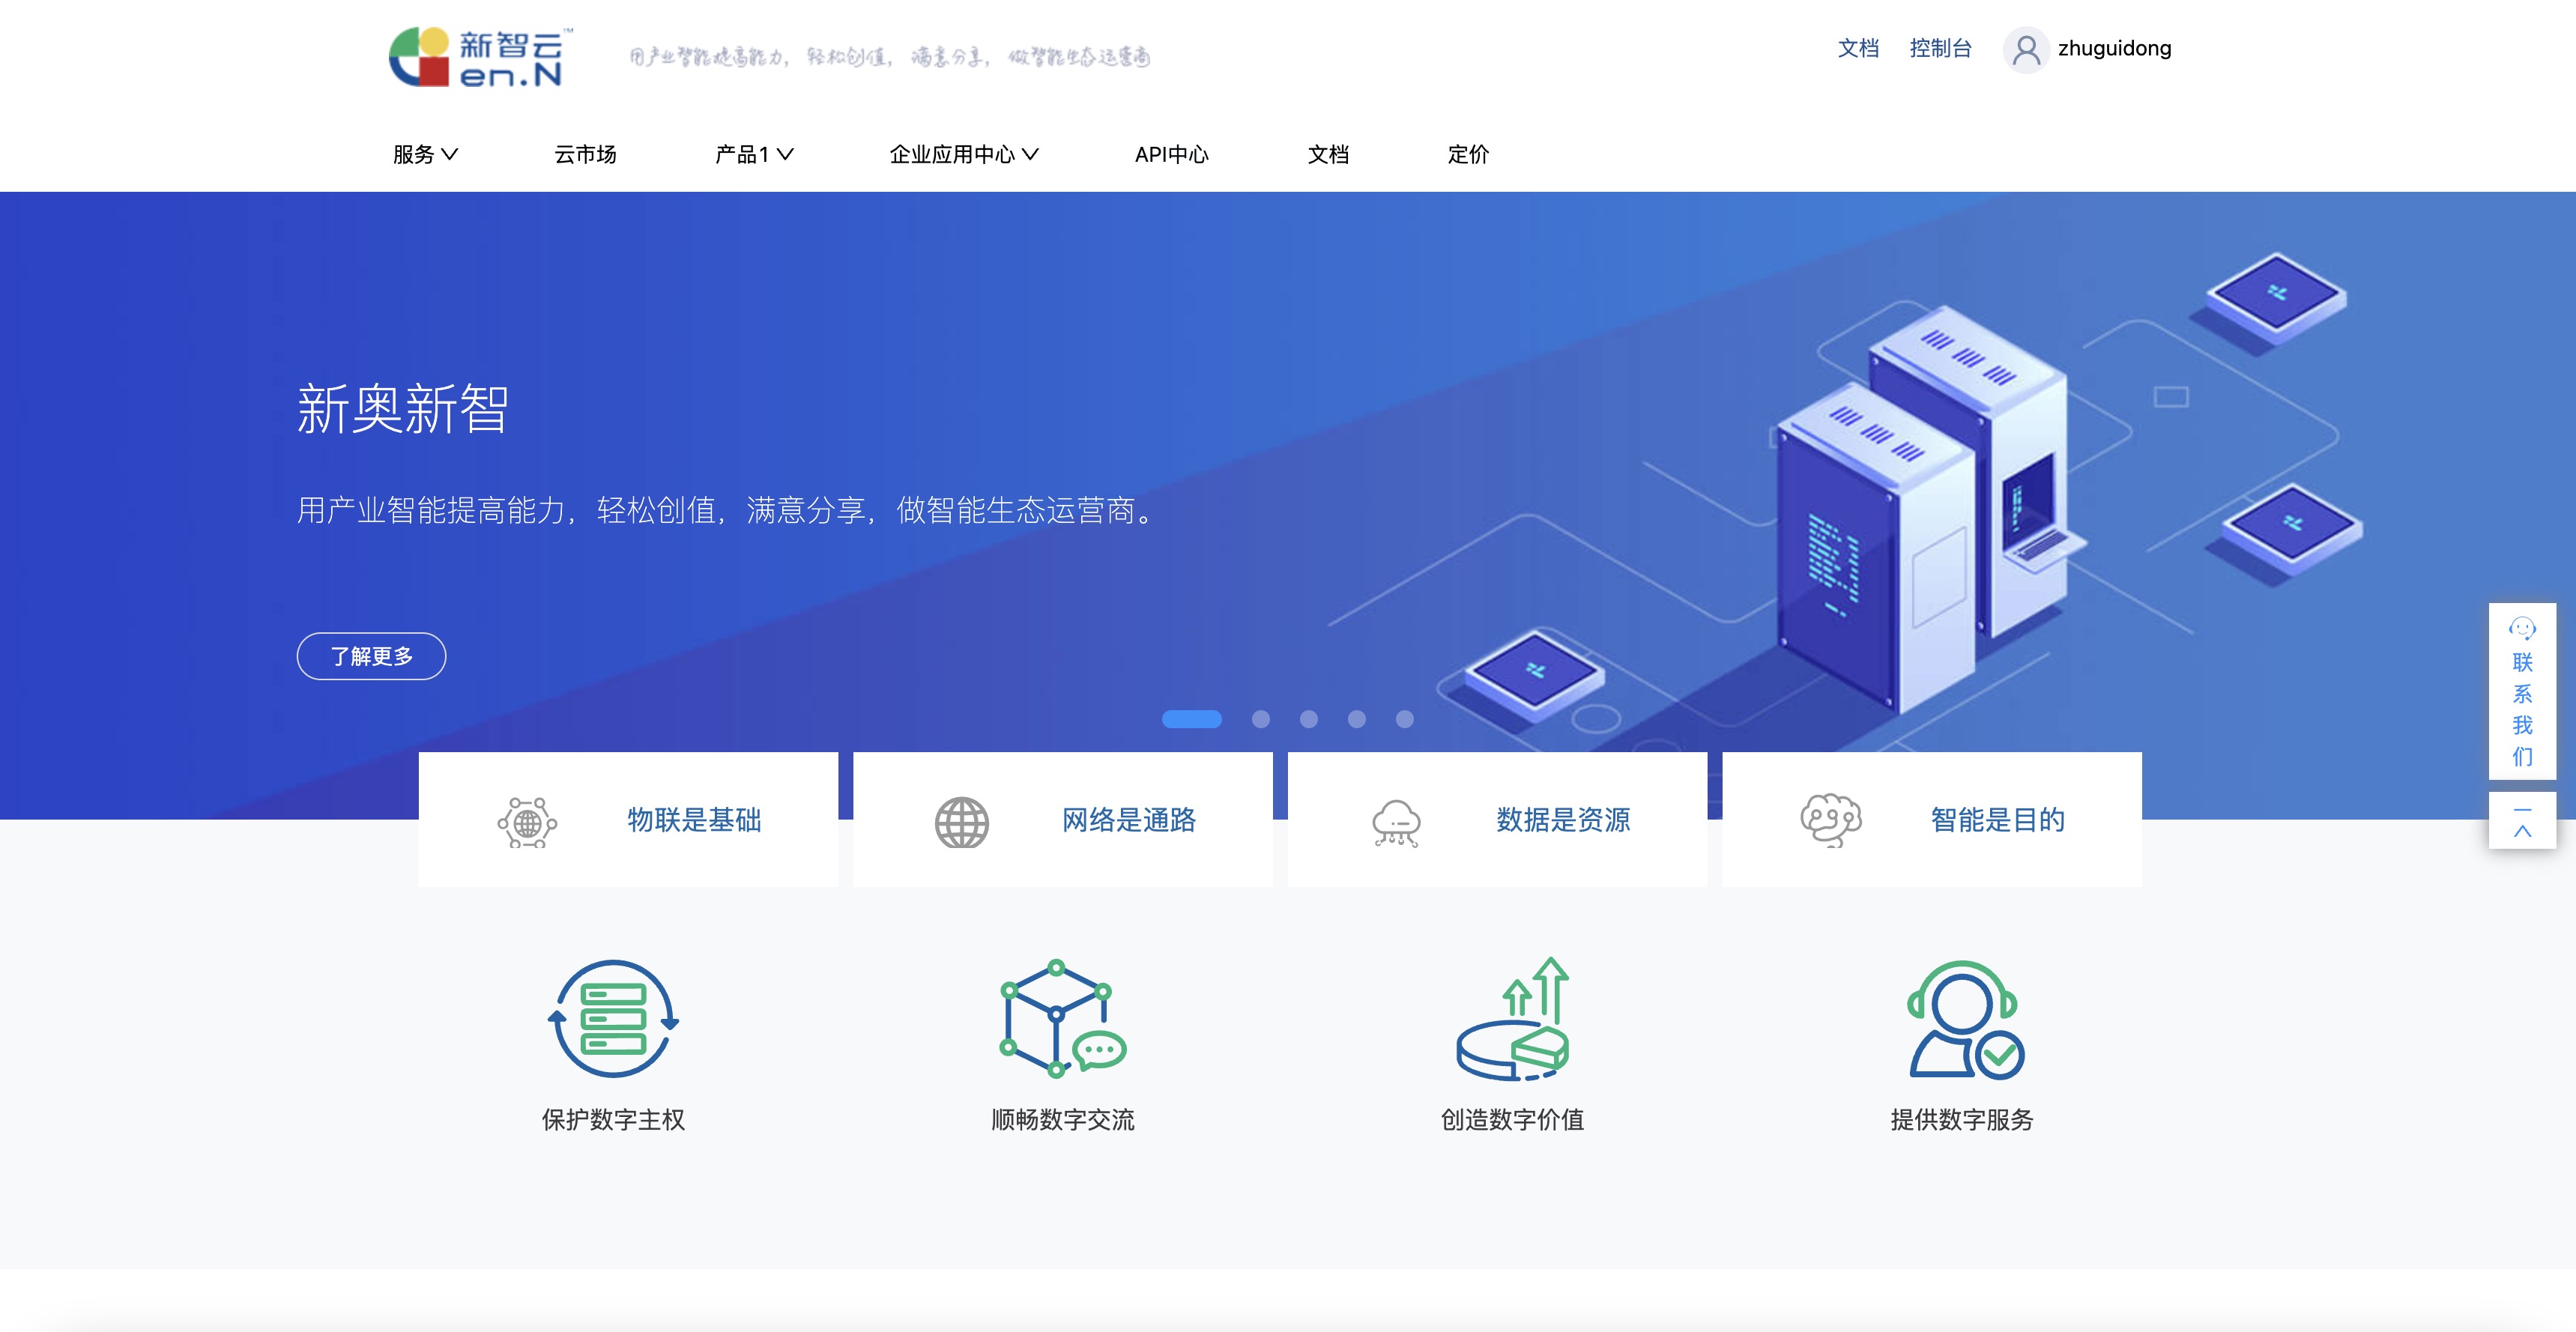 新智云™
en.N
用产业智能提高能力， 轻松创值， 满意分享， 做智能生态运营商
文档 控制台 zhuguidong
服务 云市场 产品1 企业应用中心 API中心 文档 定价
新奥新智
用产业智能提高能力，轻松创值，满意分享，做智能生态运营商。
了解更多
联系我们
物联是基础 网络是通路 数据是资源 智能是目的
保护数字主权 顺畅数字交流 创造数字价值 提供数字服务